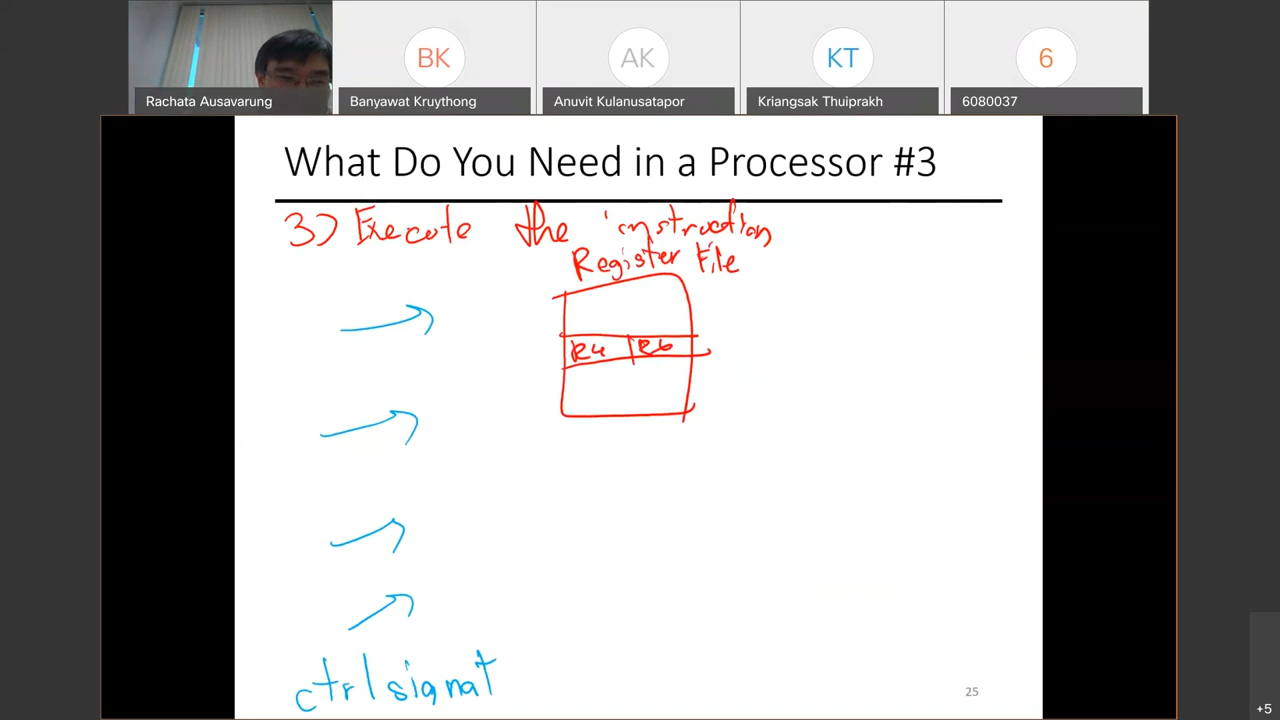 BK
AK
KT
6
Rachata Ausavarung
Banyawat Kruythong
Anuvit Kulanusatapor
Kriangsak Thuiprakh
6080037
What Do You Need in a Processor #3
3) Execute the instruction
Register File
R4 R6
ctrl signal
25
+5